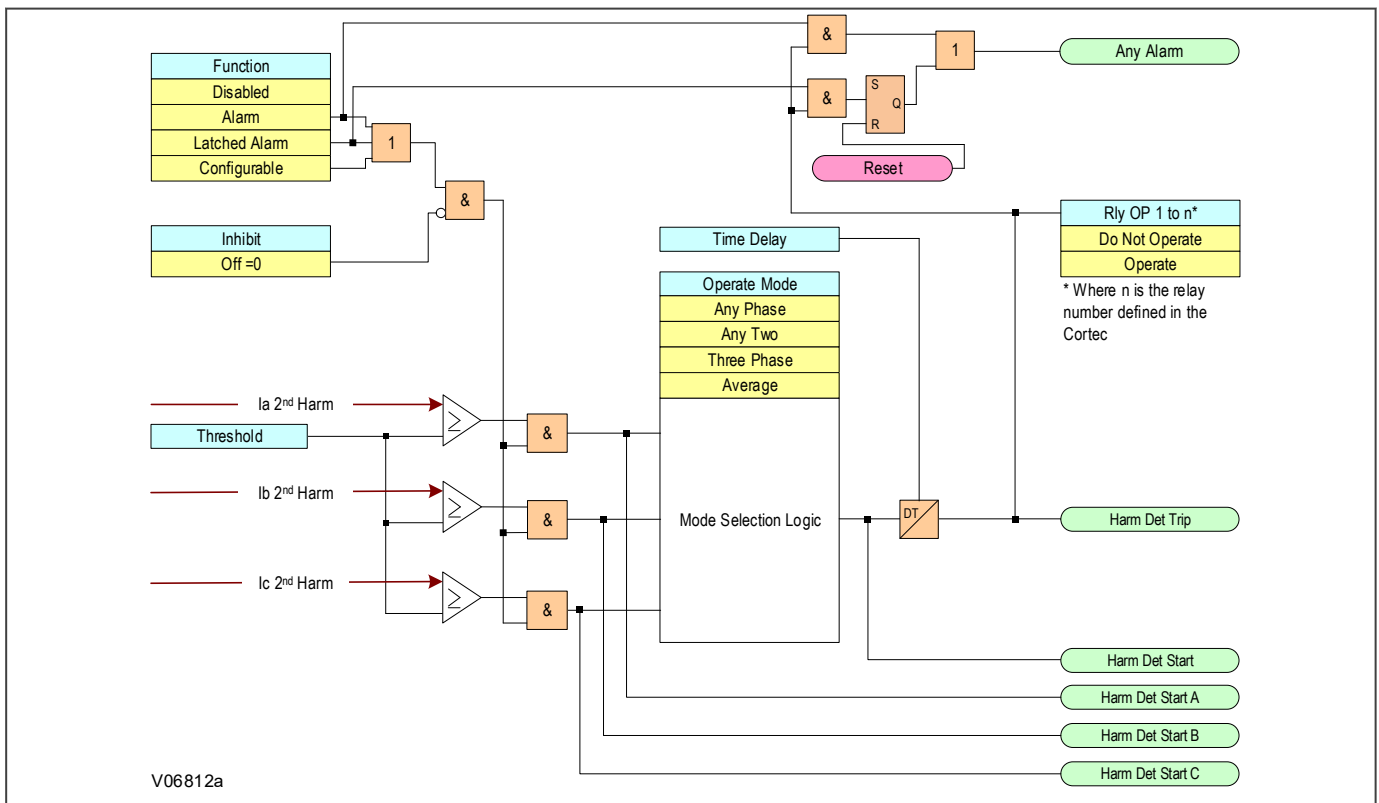 Function
Disabled
Alarm
Latched Alarm
Configurable
1
&
Inhibit
Off =0
&
&
S
Q
R
1
Any Alarm
Reset
Rly OP 1 to n*
Do Not Operate
Operate
* Where n is the relay
number defined in the
Cortec
Time Delay
Operate Mode
Any Phase
Any Two
Three Phase
Average
Mode Selection Logic
Ia 2nd Harm
Threshold
Ib 2nd Harm
Ic 2nd Harm
≥
≥
≥
&
&
&
DT
Harm Det Trip
Harm Det Start
Harm Det Start A
Harm Det Start B
Harm Det Start C
V06812a